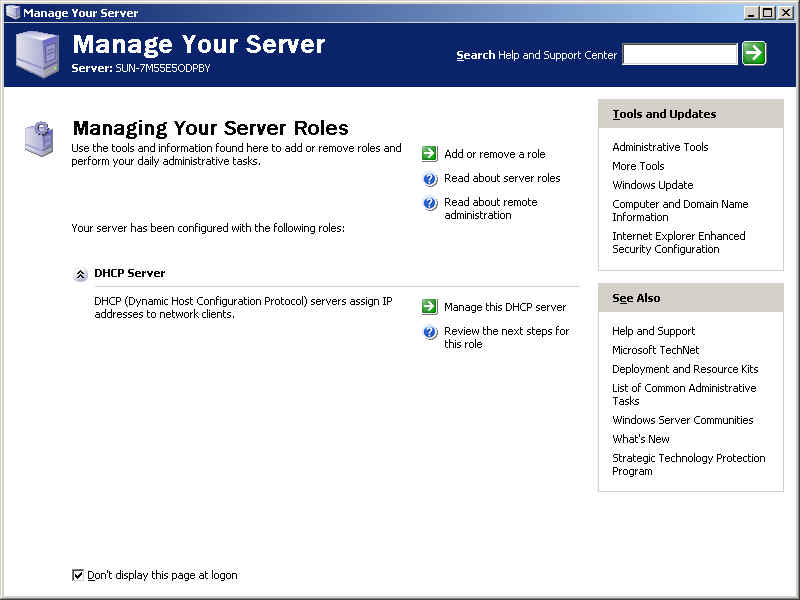 Manage Your Server
Manage Your Server
Server: SUN-7M55E5ODPBY
Search Help and Support Center
Managing Your Server Roles
Use the tools and information found here to add or remove roles and
perform your daily administrative tasks.
Add or remove a role
Read about server roles
Read about remote
administration
Your server has been configured with the following roles:
DHCP Server
DHCP (Dynamic Host Configuration Protocol) servers assign IP
addresses to network clients.
Manage this DHCP server
Review the next steps for
this role
Tools and Updates
Administrative Tools
More Tools
Windows Update
Computer and Domain Name
Information
Internet Explorer Enhanced
Security Configuration
See Also
Help and Support
Microsoft TechNet
Deployment and Resource Kits
List of Common Administrative
Tasks
Windows Server Communities
What's New
Strategic Technology Protection
Program
Don't display this page at logon